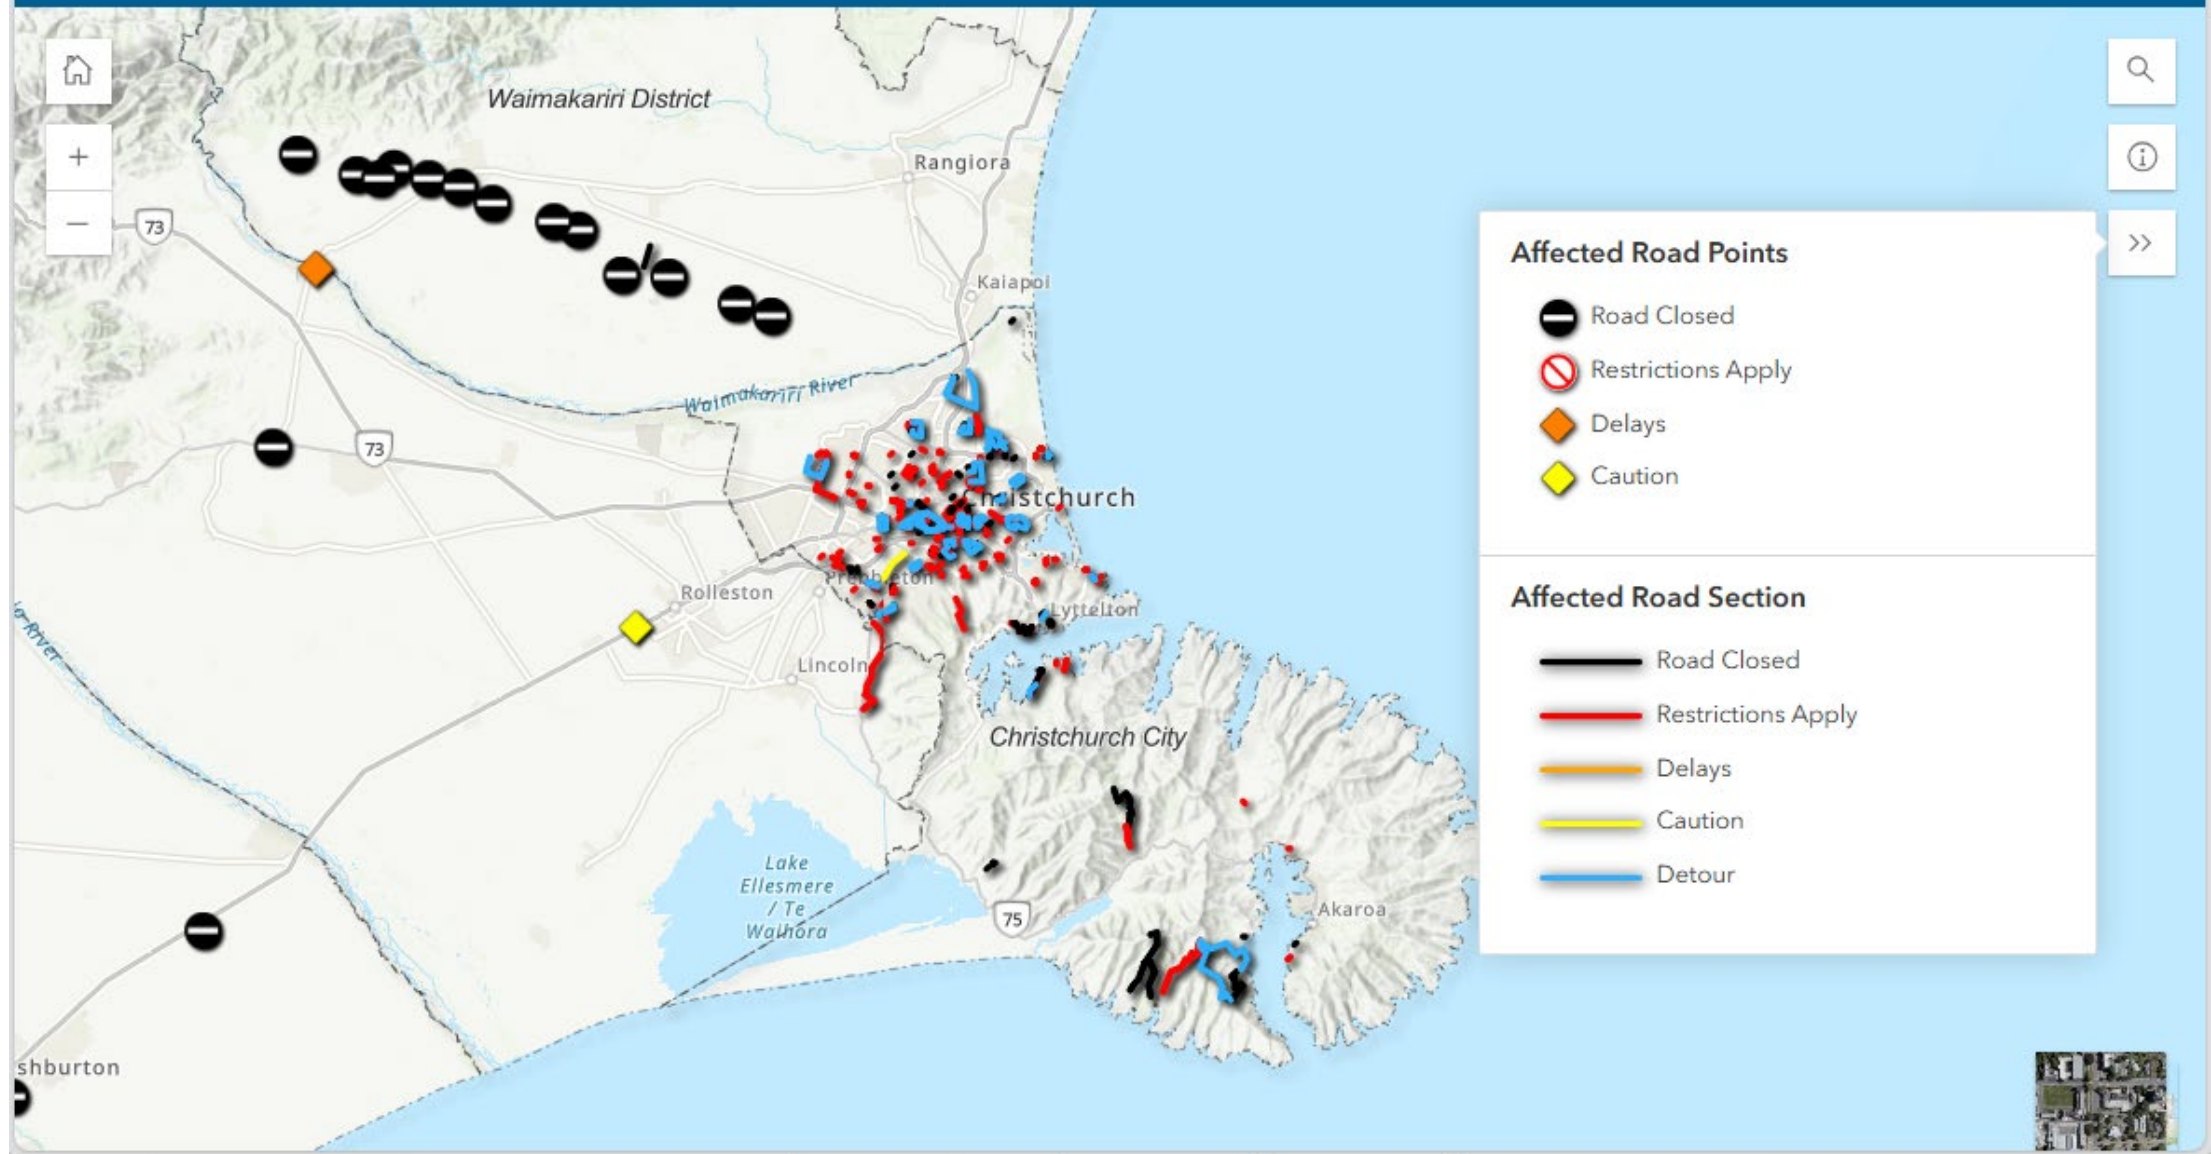 Waimakariri District
Rangiora
73
Kaiapoi
Waimakariri River
73
Christchurch
Prebbleton
Rolleston
Lyttelton
Lincoln
Christchurch City
Lake
Ellesmere
/ Te
Waihora
75
Akaroa
River
shburton
Affected Road Points
Road Closed
Restrictions Apply
Delays
Caution
Affected Road Section
Road Closed
Restrictions Apply
Delays
Caution
Detour